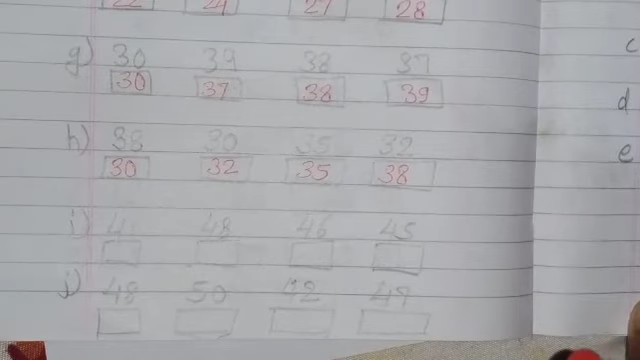 22 24 27 28
g) 30 39 38 37
30 37 38 39
c
h) 38 30 35 32
d
30 32 35 38
e
i) 48 46 45
j) 48 50 42 49